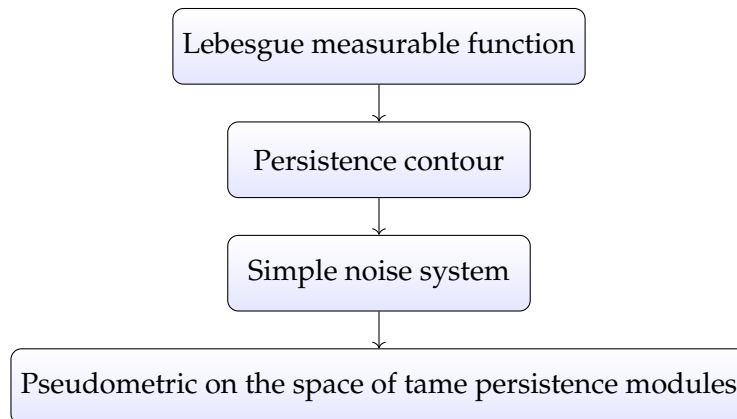 Lebesgue measurable function
Persistence contour
Simple noise system
Pseudometric on the space of tame persistence modules